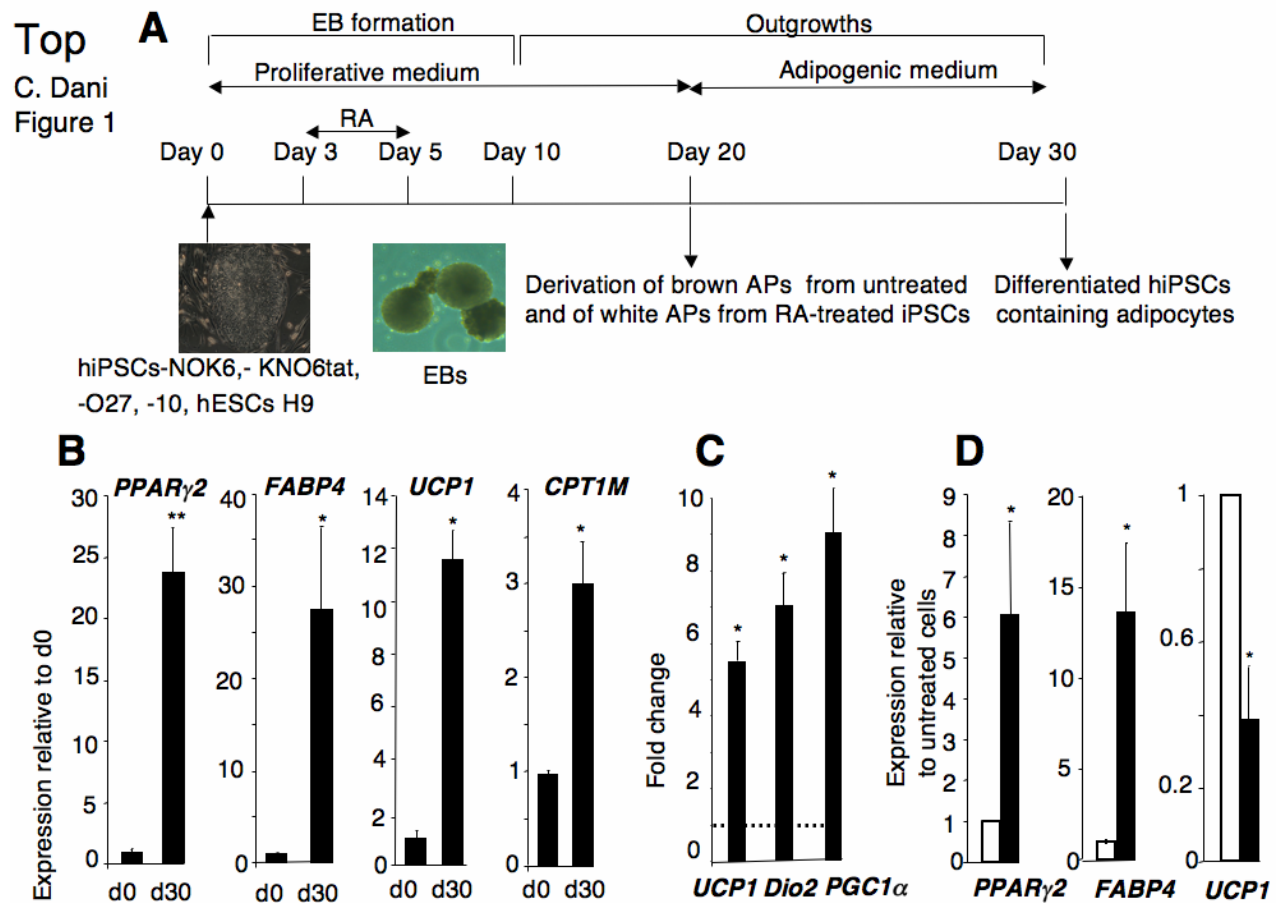 Top
C. Dani
Figure 1
A
EB formation
Outgrowths
Proliferative medium
Adipogenic medium
RA
Day 0 Day 3 Day 5 Day 10 Day 20 Day 30
hiPSCs-NOK6,- KNO6tat,
-O27, -10, hESCs H9
EBs
Derivation of brown APs from untreated
and of white APs from RA-treated iPSCs
Differentiated hiPSCs
containing adipocytes
B
Expression relative to d0
PPARγ2
30
25
20
15
10
5
0
**
d0 d30
FABP4
40
30
20
10
0
*
d0 d30
UCP1
14
12
10
8
6
4
2
0
*
d0 d30
CPT1M
4
3
2
1
0
*
d0 d30
C
Fold change
10
8
6
4
2
0
*
*
*
UCP1 Dio2 PGC1α
D
Expression relative
to untreated cells
9
8
7
6
5
4
3
2
1
0
*
PPARγ2
20
15
10
5
0
*
FABP4
1
0.6
0.2
0
*
UCP1